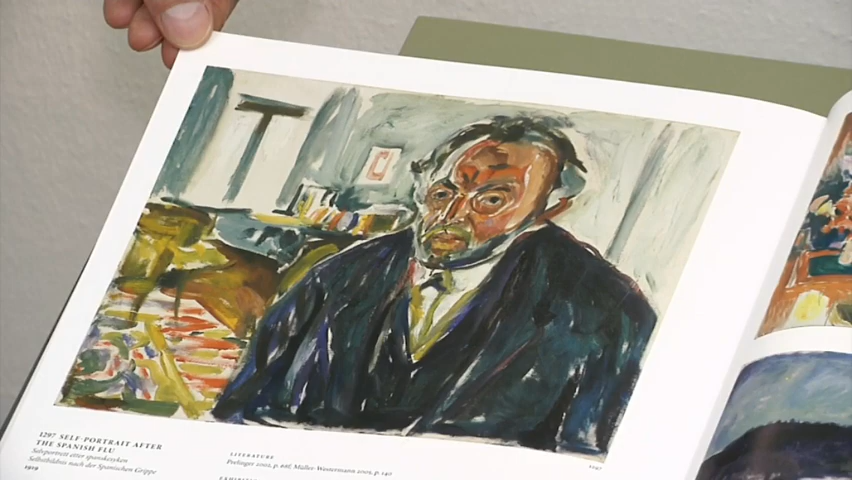 1297 SELF-PORTRAIT AFTER
THE SPANISH FLU
Selvportrett etter spanskesyken
Selbstbildnis nach der Spanischen Grippe
1919
LITERATURE
Prelinger 2002, p. 226, Müller-Westermann 2005, p. 140
1297